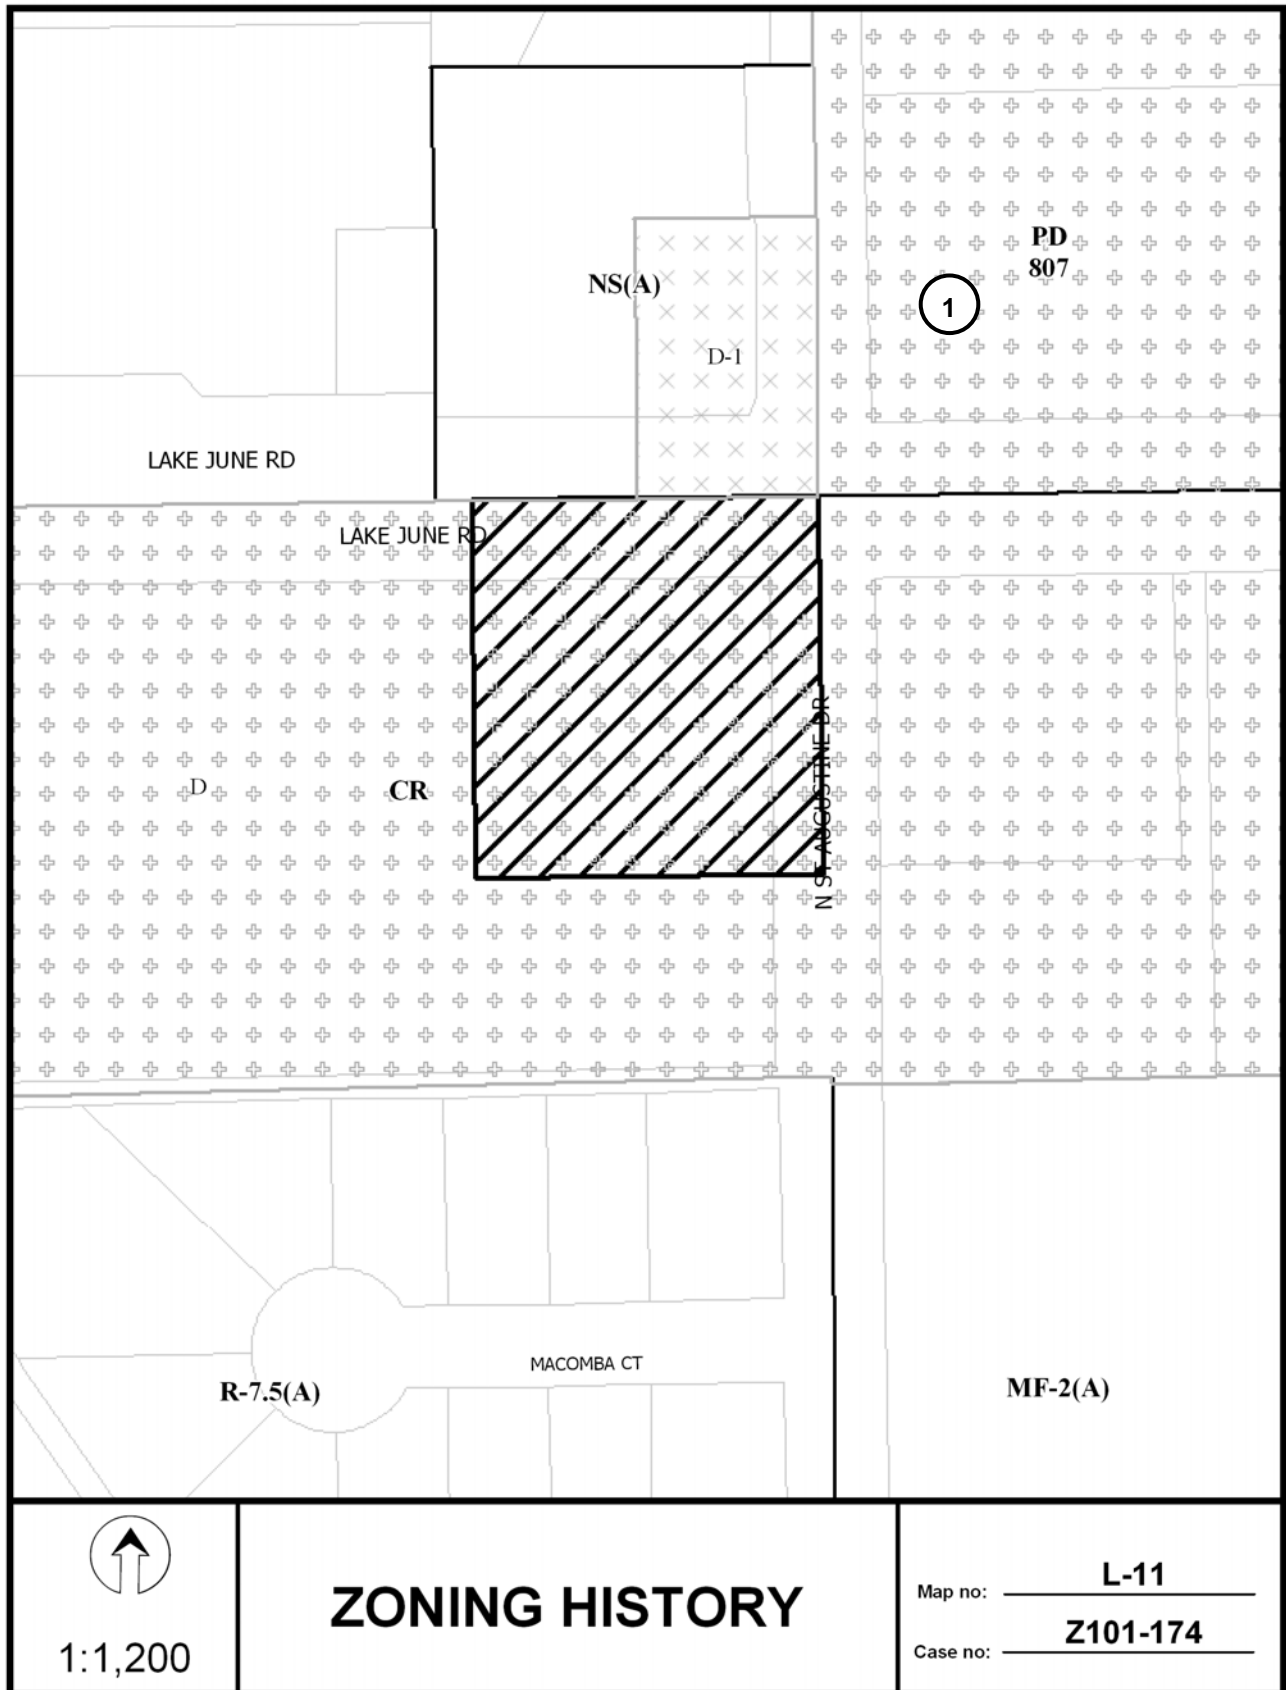 PD
807
NS(A)
1
D-1
LAKE JUNE RD
LAKE JUNE RD
N ST AUGUSTINE DR
D
CR
MACOMBA CT
R-7.5(A)
MF-2(A)
1:1,200
ZONING HISTORY
Map no: L-11
Case no: Z101-174